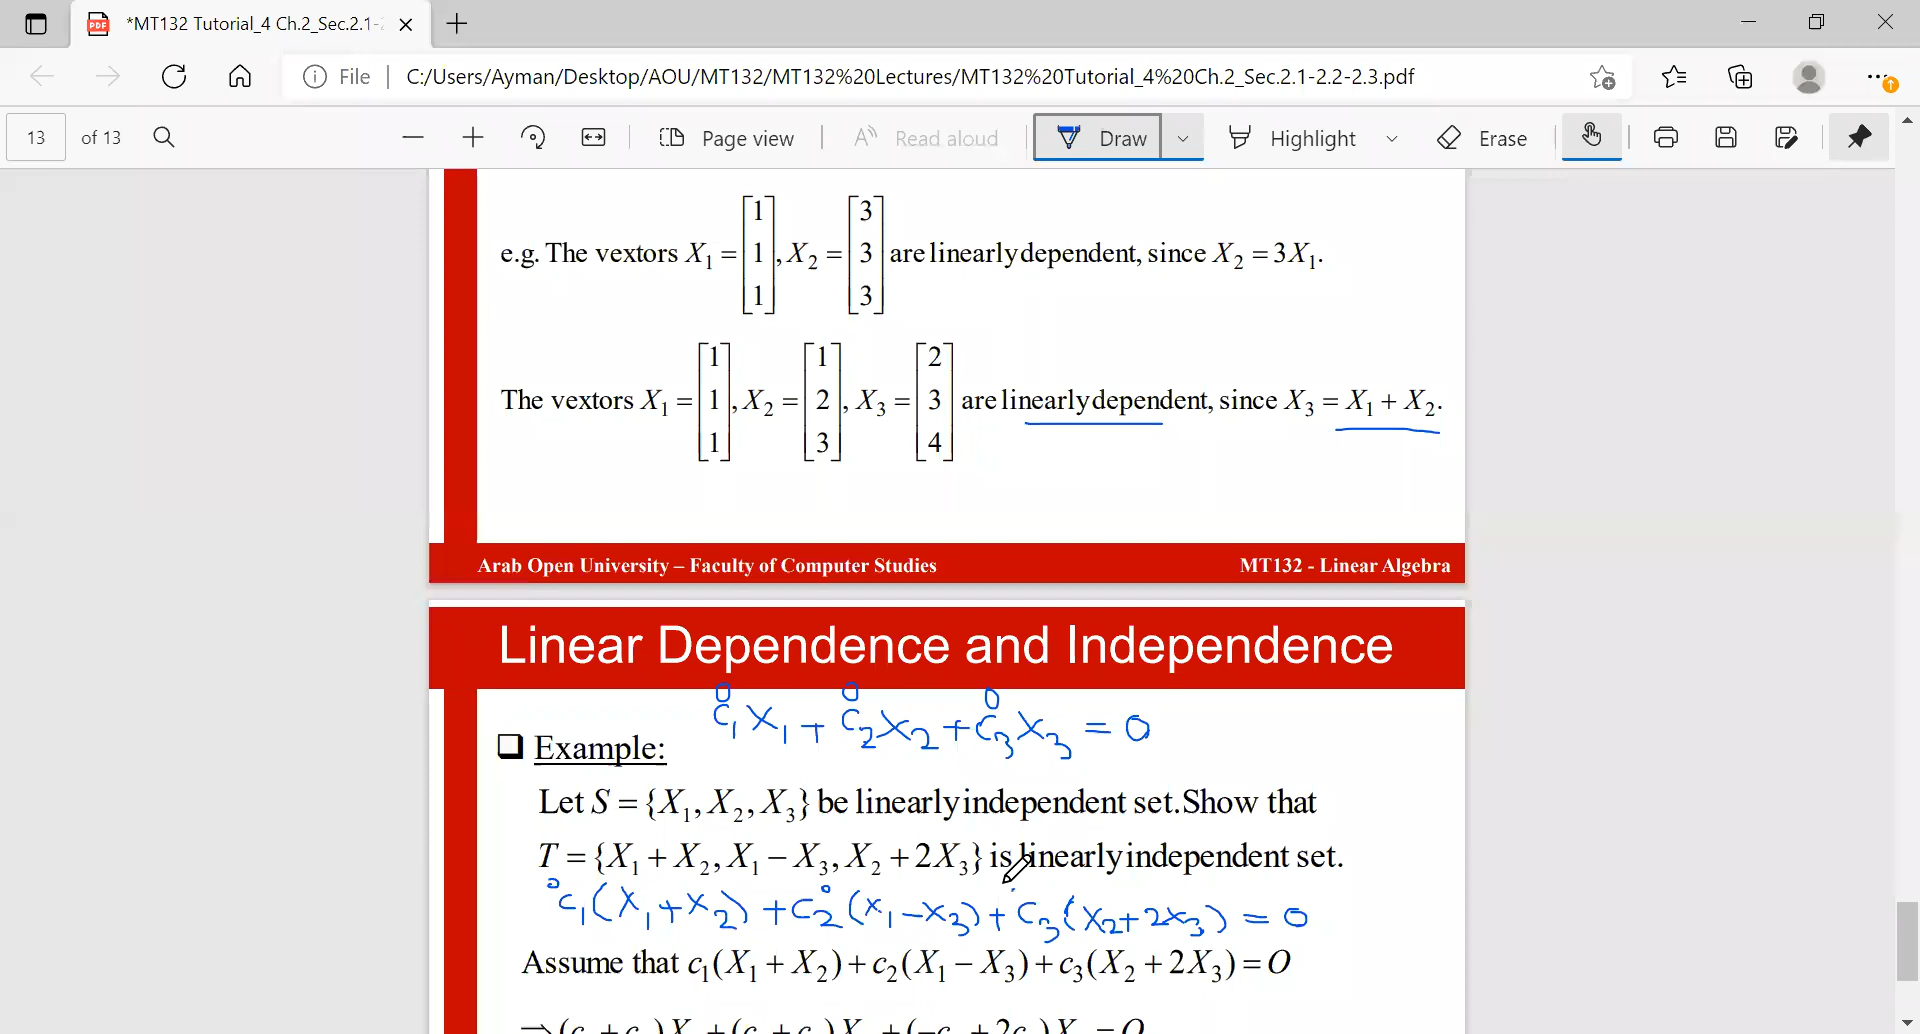 *MT132 Tutorial_4 Ch.2_Sec.2.1-
File C:/Users/Ayman/Desktop/AOU/MT132/MT132%20Lectures/MT132%20Tutorial_4%20Ch.2_Sec.2.1-2.2-2.3.pdf
13 of 13 Page view Read aloud Draw Highlight Erase
e.g. The vextors X₁ = [1 1 1], X₂ = [3 3 3] are linearly dependent, since X₂ = 3X₁.
The vextors X₁ = [1 1 1], X₂ = [1 2 3], X₃ = [2 3 4] are linearly dependent, since X₃ = X₁ + X₂.
Arab Open University – Faculty of Computer Studies MT132 - Linear Algebra
Linear Dependence and Independence
0 0 0
c₁X₁ + c₂X₂ + c₃X₃ = 0
Example:
Let S = {X₁, X₂, X₃} be linearly independent set. Show that
T = {X₁ + X₂, X₁ − X₃, X₂ + 2X₃} is linearly independent set.
0 0
c₁(X₁+X₂) + c₂(X₁−X₃) + c₃(X₂+2X₃) = 0
Assume that c₁(X₁ + X₂) + c₂(X₁ − X₃) + c₃(X₂ + 2X₃) = O